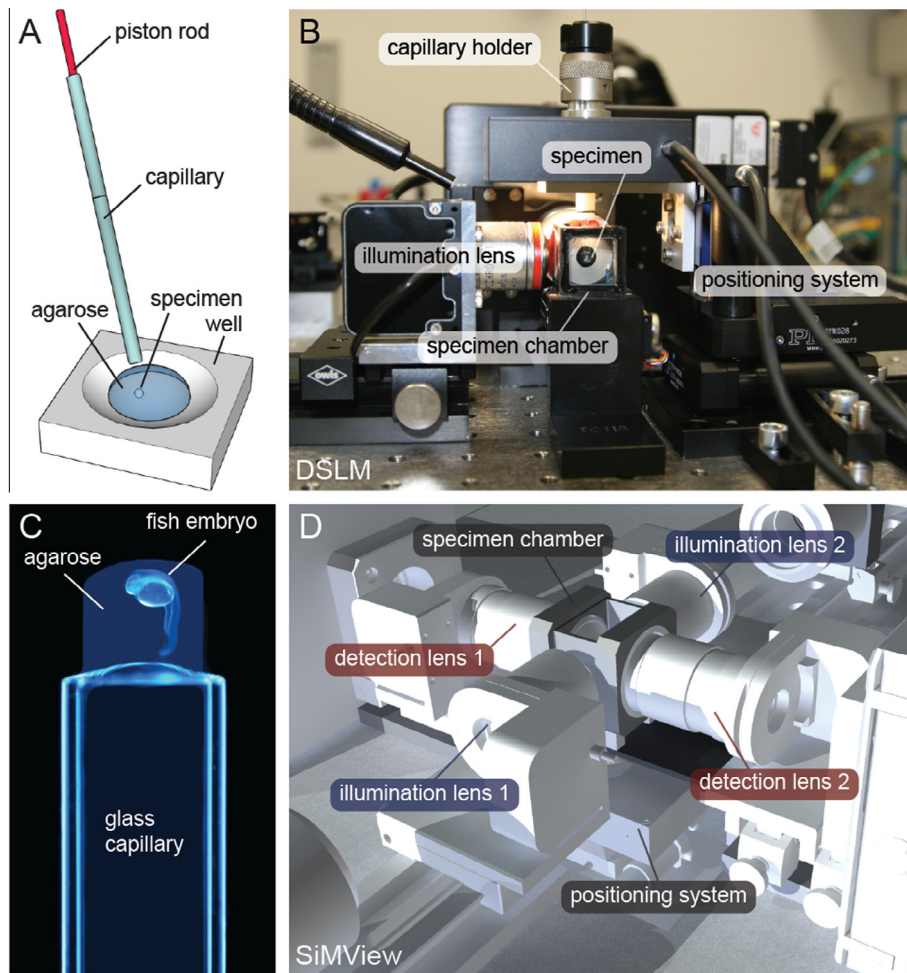 A
piston rod
capillary
agarose
specimen
well
B
capillary holder
specimen
illumination lens
positioning system
specimen chamber
owis
PI
DSLM
C
fish embryo
agarose
glass
capillary
D
specimen chamber
illumination lens 2
detection lens 1
illumination lens 1
detection lens 2
positioning system
SiMView